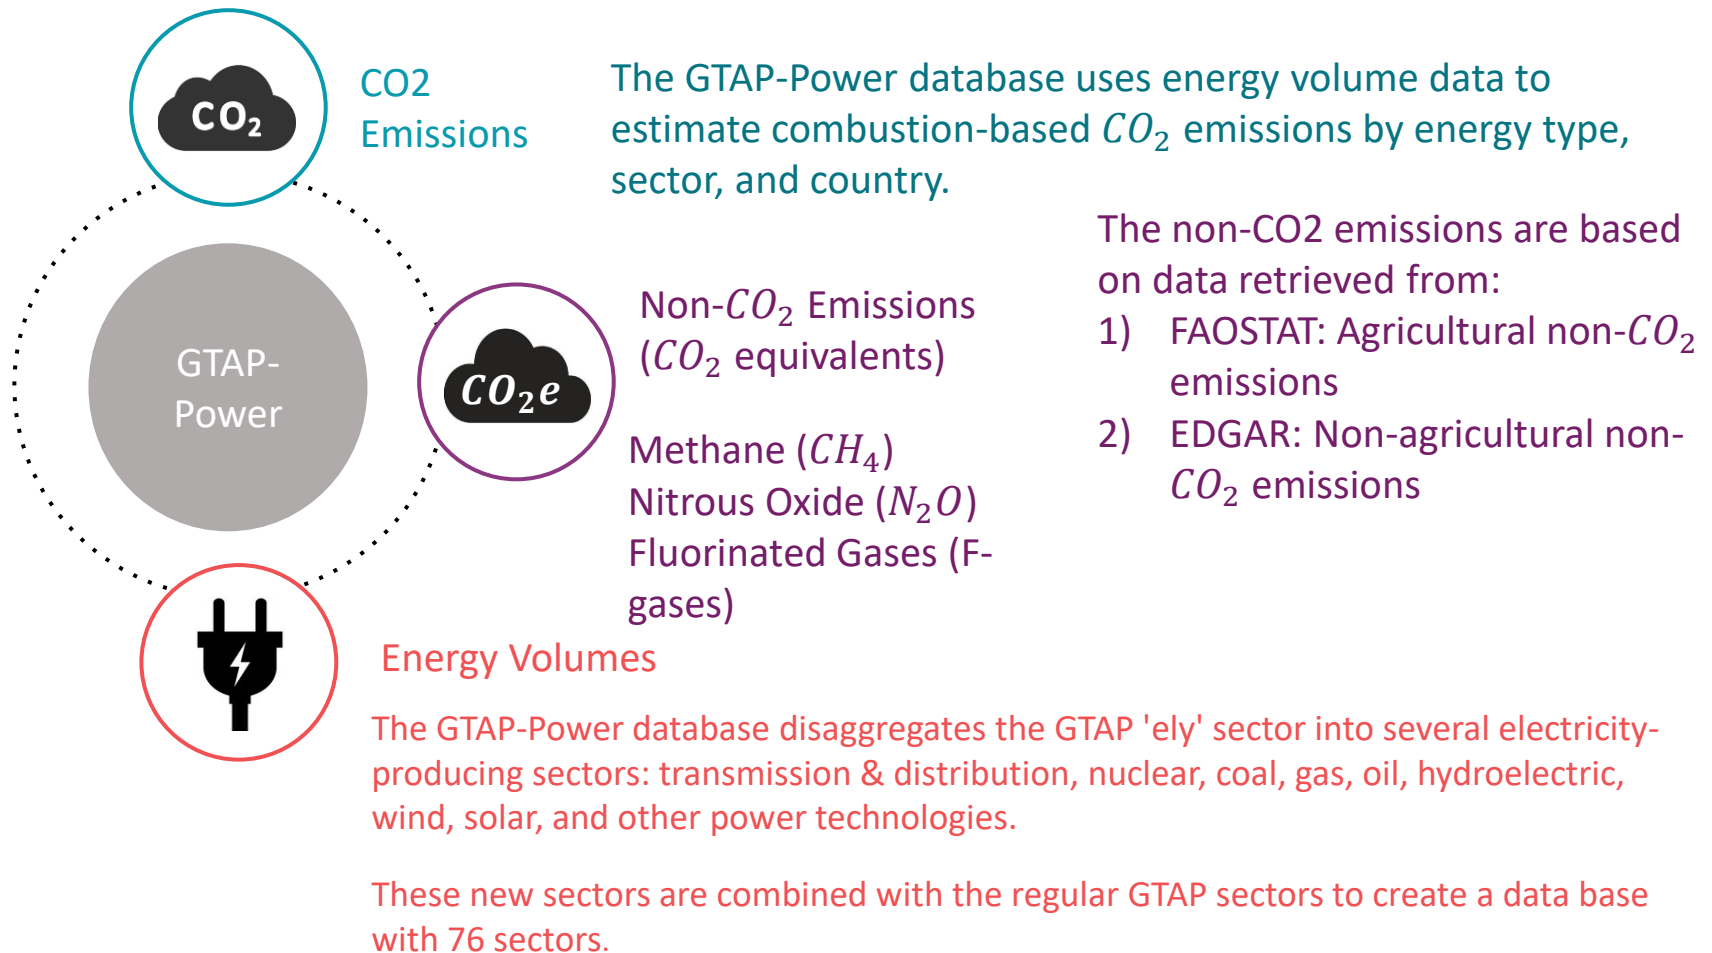 CO₂
CO2
Emissions
The GTAP-Power database uses energy volume data to
estimate combustion-based CO₂ emissions by energy type,
sector, and country.
GTAP-
Power
CO₂e
Non-CO₂ Emissions
(CO₂ equivalents)
Methane (CH₄)
Nitrous Oxide (N₂O)
Fluorinated Gases (F-
gases)
The non-CO2 emissions are based
on data retrieved from:
1) FAOSTAT: Agricultural non-CO₂
emissions
2) EDGAR: Non-agricultural non-
CO₂ emissions
Energy Volumes
The GTAP-Power database disaggregates the GTAP 'ely' sector into several electricity-
producing sectors: transmission & distribution, nuclear, coal, gas, oil, hydroelectric,
wind, solar, and other power technologies.
These new sectors are combined with the regular GTAP sectors to create a data base
with 76 sectors.